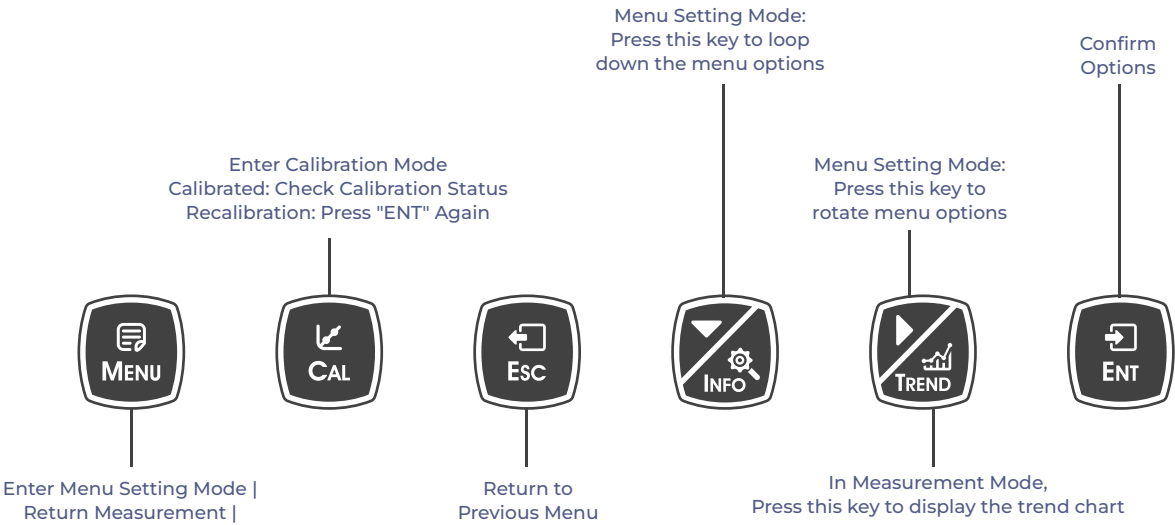 Menu Setting Mode:
Press this key to loop
down the menu options
Confirm
Options
Enter Calibration Mode
Calibrated: Check Calibration Status
Recalibration: Press "ENT" Again
Menu Setting Mode:
Press this key to
rotate menu options
MENU
CAL
ESC
INFO
TREND
ENT
Enter Menu Setting Mode |
Return Measurement |
Return to
Previous Menu
In Measurement Mode,
Press this key to display the trend chart